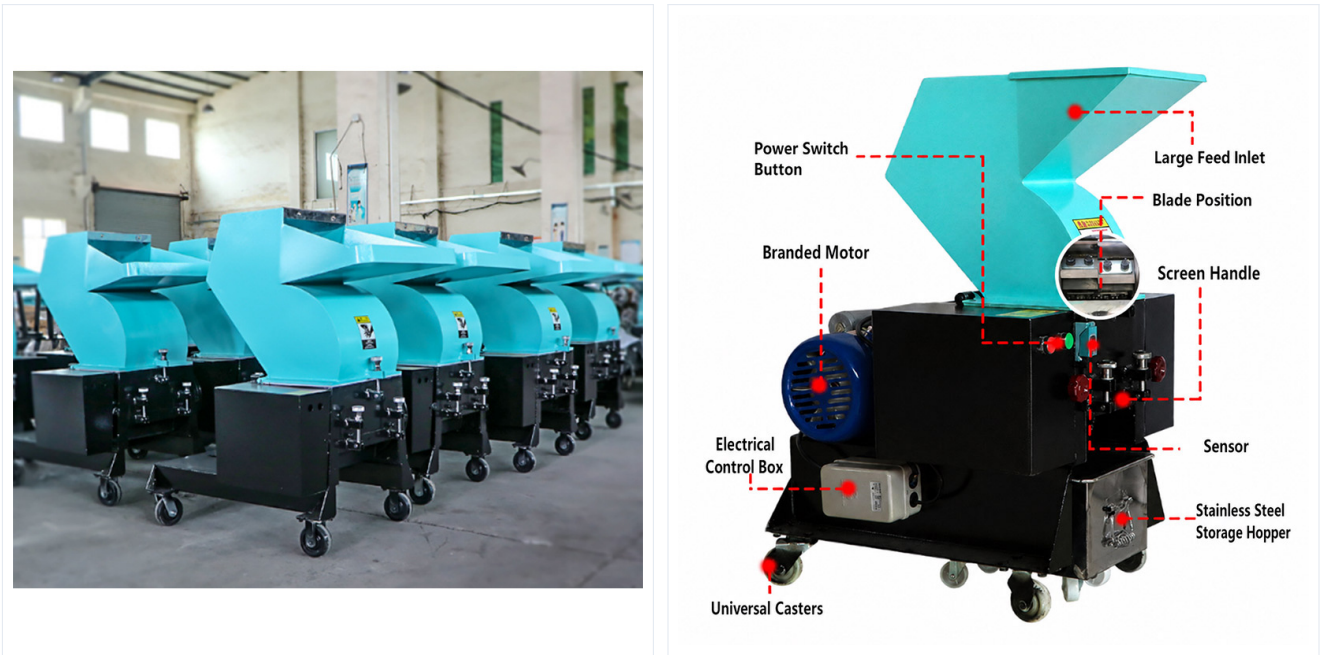 Power Switch
Button
Large Feed Inlet
Blade Position
Branded Motor
Screen Handle
Electrical
Control Box
Sensor
Stainless Steel
Storage Hopper
Universal Casters